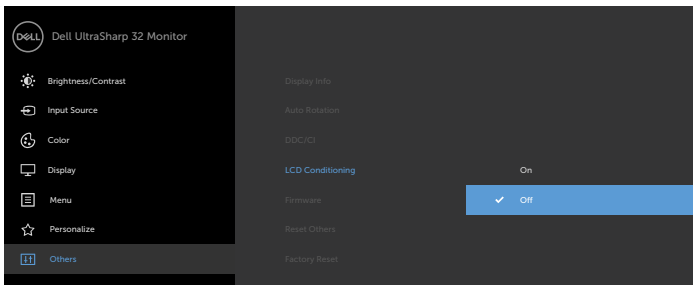 DELL
Dell UltraSharp 32 Monitor
Brightness/Contrast
Input Source
Color
Display
Menu
Personalize
Others
Display Info
Auto Rotation
DDC/CI
LCD Conditioning
Firmware
Reset Others
Factory Reset
On
Off